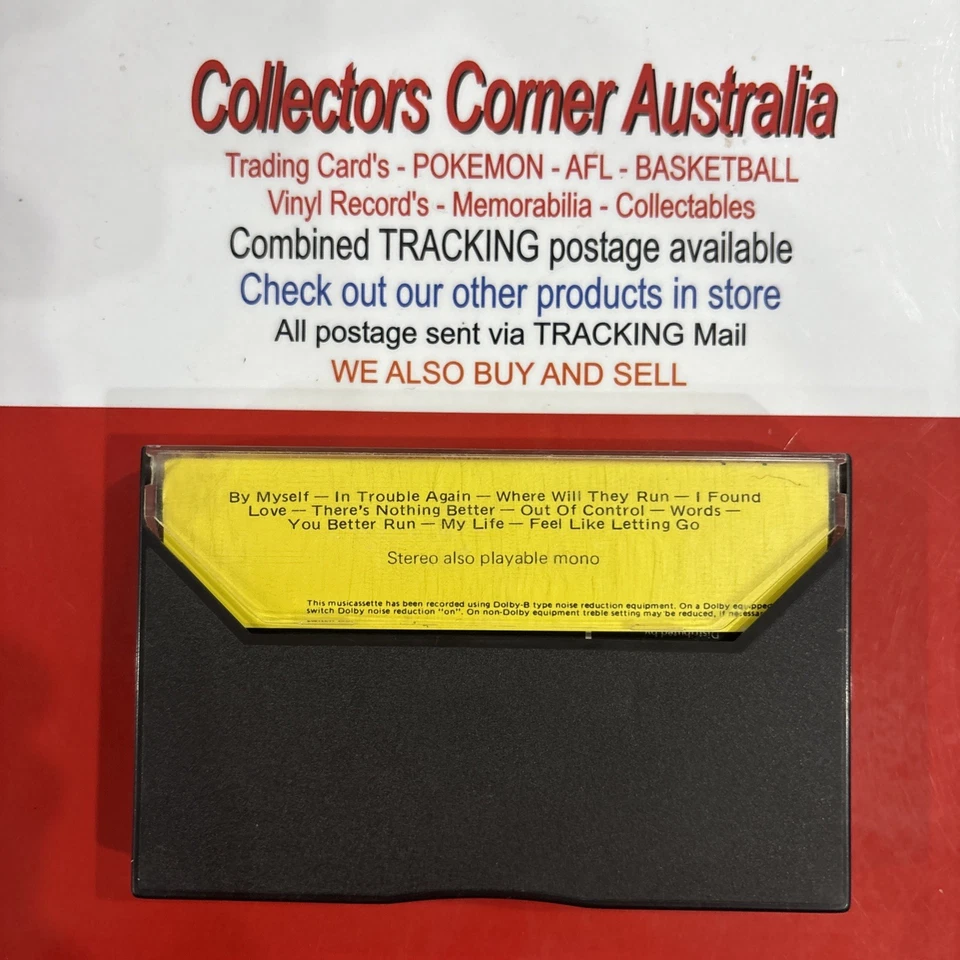 Collectors Corner Australia
Trading Card's - POKEMON - AFL - BASKETBALL
Vinyl Record's - Memorabilia - Collectables
Combined TRACKING postage available
Check out our other products in store
All postage sent via TRACKING Mail
WE ALSO BUY AND SELL
By Myself — In Trouble Again — Where Will They Run — I Found
Love — There's Nothing Better — Out Of Control — Words —
You Better Run — My Life — Feel Like Letting Go
Stereo also playable mono
This musicassette has been recorded using Dolby-B type noise reduction equipment. On a Dolby equipped
switch Dolby noise reduction "on". On non-Dolby equipment treble setting may be reduced, if necessa
Distributed by